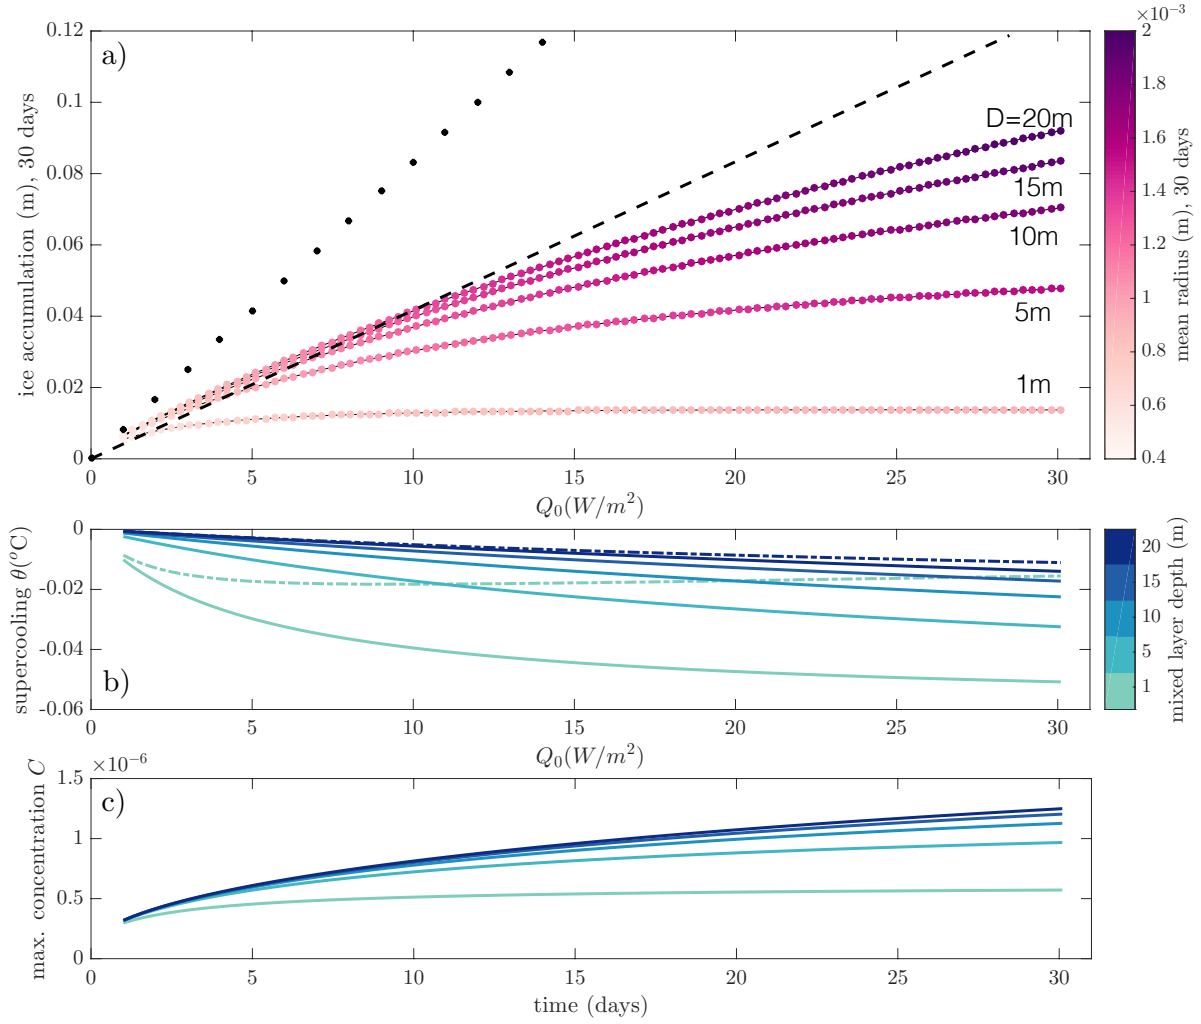 ×10⁻³
a)
ice accumulation (m), 30 days
0.12
0.1
0.08
0.06
0.04
0.02
0
D=20m
15m
10m
5m
1m
0 5 10 15 20 25 30
Q₀(W/m²)
2
1.8
1.6
1.4
1.2
1
0.8
0.6
0.4
mean radius (m), 30 days
b)
supercooling θ(°C)
0
-0.02
-0.04
-0.06
0 5 10 15 20 25 30
Q₀(W/m²)
20
15
10
5
1
mixed layer depth (m)
×10⁻⁶
c)
max. concentration C
1.5
1
0.5
0
0 5 10 15 20 25 30
time (days)